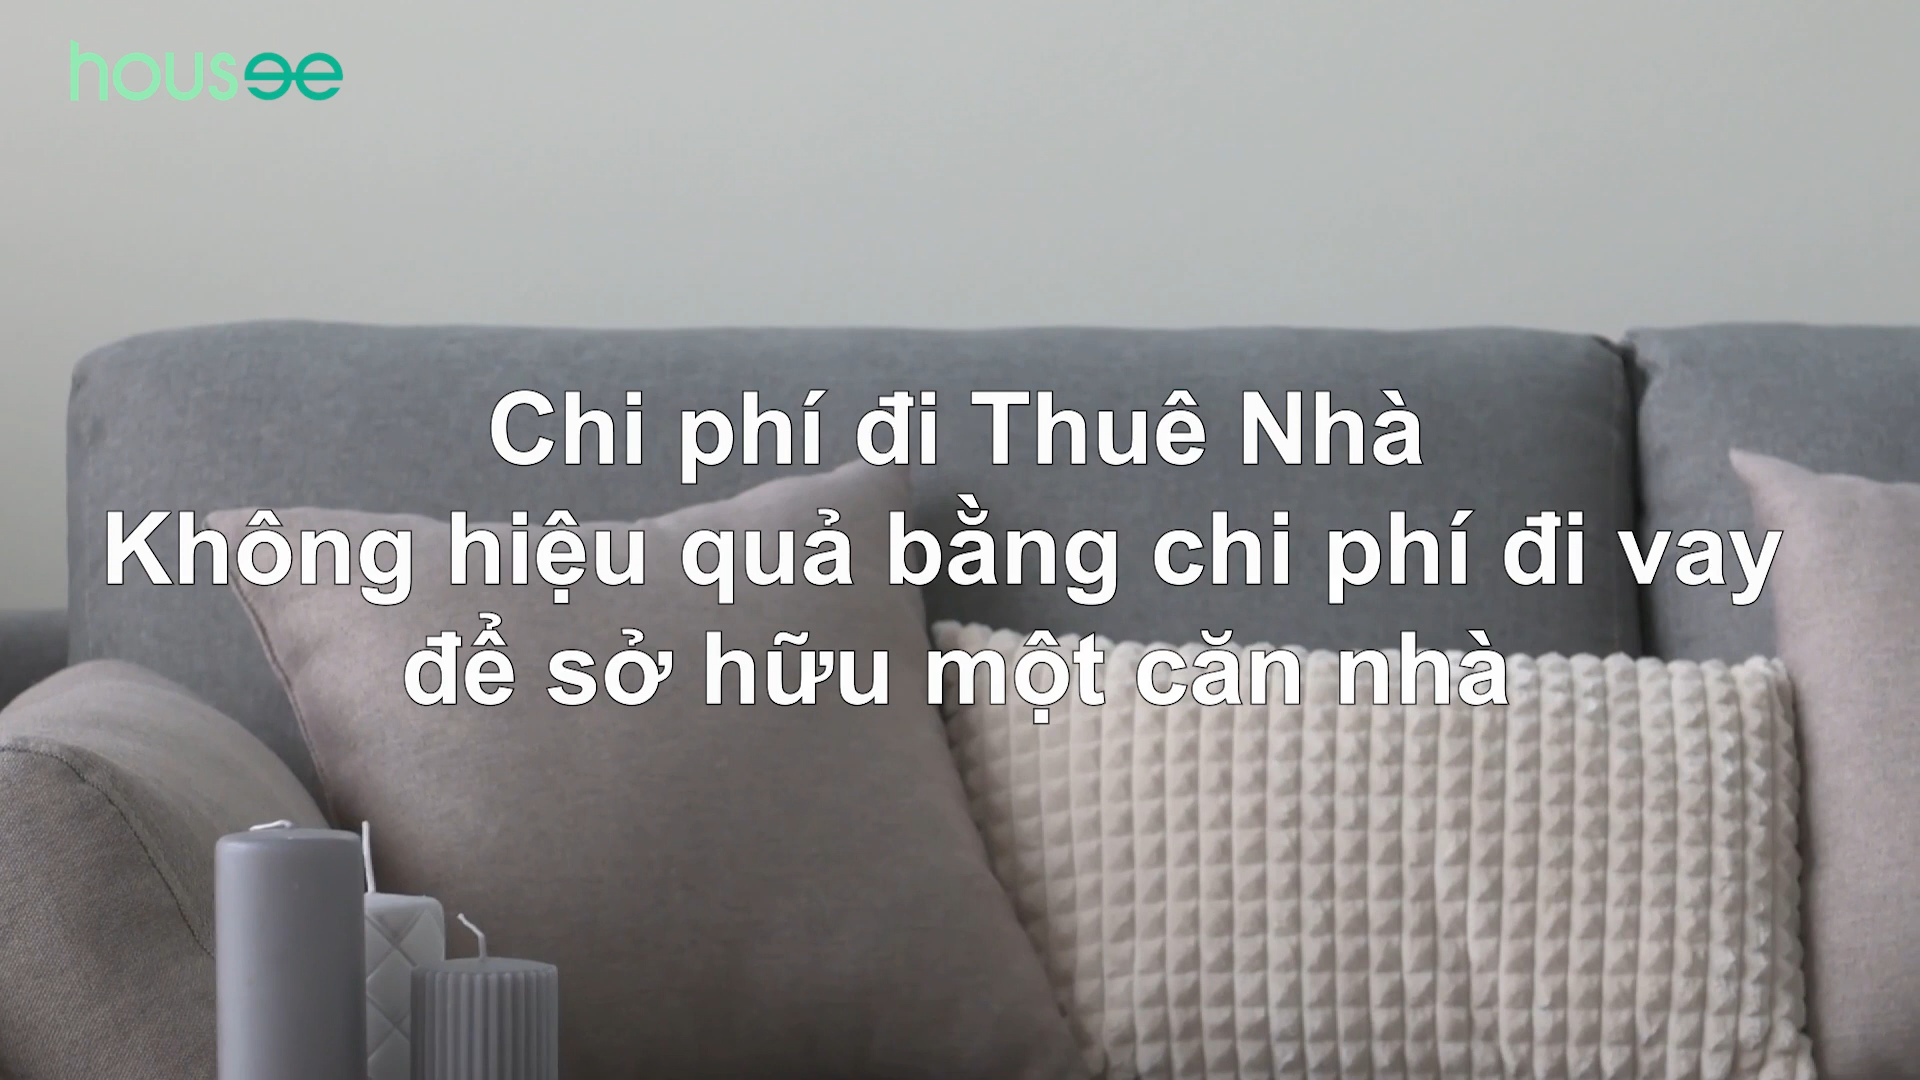 housee
Chi phí đi Thuê Nhà
Không hiệu quả bằng chi phí đi vay
để sở hữu một căn nhà